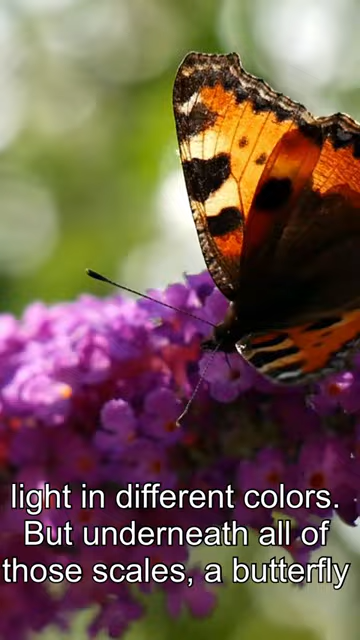 light in different colors.
But underneath all of
those scales, a butterfly